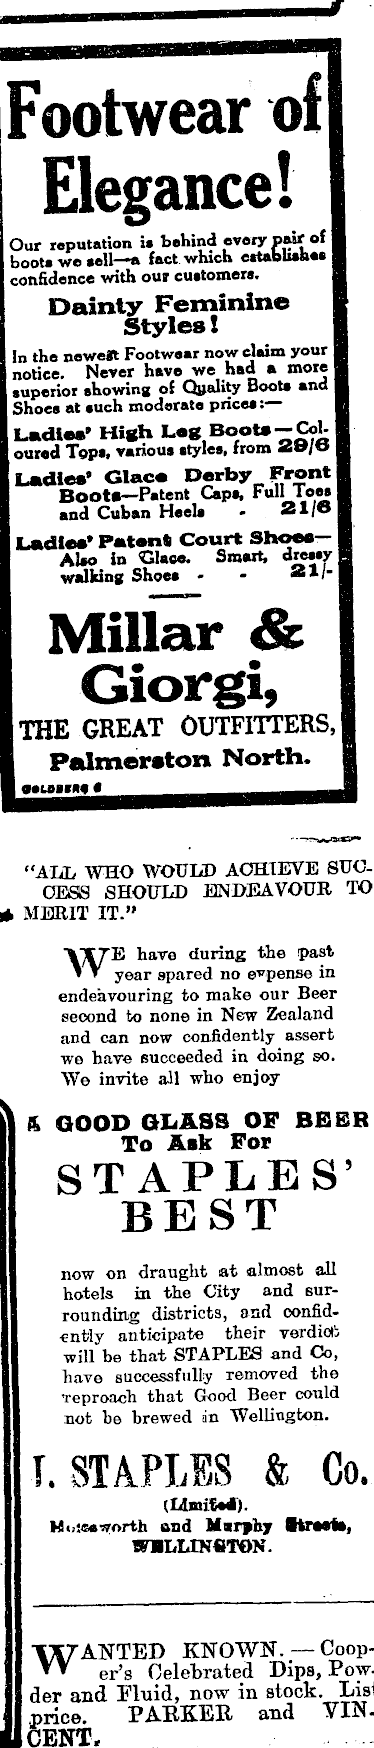 Footwear of
Elegance!
Our reputation is behind every pair of
boots we sell—a fact which establishes
confidence with our customers.
Dainty Feminine
Styles!
In the newest Footwear now claim your
notice. Never have we had a more
superior showing of Quality Boots and
Shoes at such moderate prices:—
Ladies' High Leg Boots—Col-
oured Tops, various styles, from 29/6
Ladies' Glace Derby Front
Boots—Patent Caps, Full Toes
and Cuban Heels - 21/6
Ladies' Patent Court Shoes—
Also in Glace. Smart, dressy
walking Shoes - - 21/-
Millar &
Giorgi,
THE GREAT OUTFITTERS,
Palmerston North.
GOLDBERG 6
"ALL WHO WOULD ACHIEVE SUC-
CESS SHOULD ENDEAVOUR TO
MERIT IT."
WE have during the past
year spared no expense in
endeavouring to make our Beer
second to none in New Zealand
and can now confidently assert
we have succeeded in doing so.
We invite all who enjoy
A GOOD GLASS OF BEER
To Ask For
STAPLES'
BEST
now on draught at almost all
hotels in the City and sur-
rounding districts, and confid-
ently anticipate their verdict
will be that STAPLES and Co,
have successfully removed the
reproach that Good Beer could
not be brewed in Wellington.
J. STAPLES & Co.
(Limited).
Molesworth and Murphy Streets,
WELLINGTON.
WANTED KNOWN.—Coop-
er's Celebrated Dips, Pow-
der and Fluid, now in stock. List
price. PARKER and VIN-
CENT.